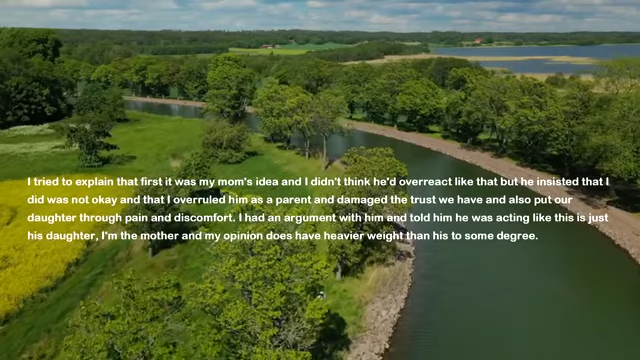 I tried to explain that first it was my mom's idea and I didn't think he'd overreact like that but he insisted that I
did was not okay and that I overruled him as a parent and damaged the trust we have and also put our
daughter through pain and discomfort. I had an argument with him and told him he was acting like this is just
his daughter, I'm the mother and my opinion does have heavier weight than his to some degree.